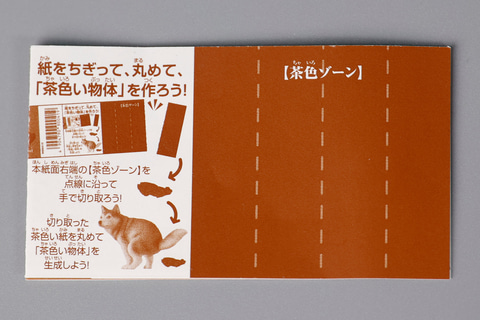 紙をちぎって、丸めて、
「茶色い物体」を作ろう!
【茶色ゾーン】
本紙面右端の【茶色ゾーン】を
点線に沿って
手で切り取ろう!
切り取った
茶色い紙を丸めて
「茶色い物体」を
生成しよう!